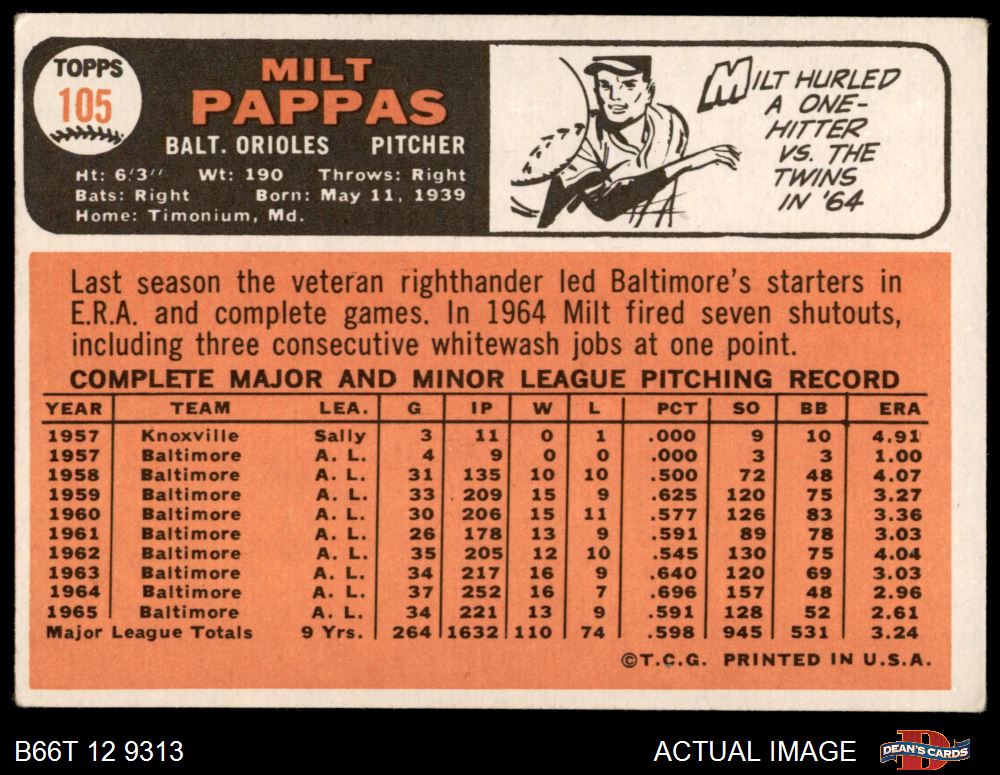 TOPPS
105
MILT
PAPPAS
BALT. ORIOLES PITCHER
Ht: 6'3" Wt: 190 Throws: Right
Bats: Right Born: May 11, 1939
Home: Timonium, Md.
MILT HURLED
A ONE-
HITTER
VS. THE
TWINS
IN '64
Last season the veteran righthander led Baltimore's starters in
E.R.A. and complete games. In 1964 Milt fired seven shutouts,
including three consecutive whitewash jobs at one point.
COMPLETE MAJOR AND MINOR LEAGUE PITCHING RECORD
YEAR TEAM LEA. G IP W L PCT SO BB ERA
1957 Knoxville Sally 3 11 0 1 .000 9 10 4.91
1957 Baltimore A. L. 4 9 0 0 .000 3 3 1.00
1958 Baltimore A. L. 31 135 10 10 .500 72 48 4.07
1959 Baltimore A. L. 33 209 15 9 .625 120 75 3.27
1960 Baltimore A. L. 30 206 15 11 .577 126 83 3.36
1961 Baltimore A. L. 26 178 13 9 .591 89 78 3.03
1962 Baltimore A. L. 35 205 12 10 .545 130 75 4.04
1963 Baltimore A. L. 34 217 16 9 .640 120 69 3.03
1964 Baltimore A. L. 37 252 16 7 .696 157 48 2.96
1965 Baltimore A. L. 34 221 13 9 .591 128 52 2.61
Major League Totals 9 Yrs. 264 1632 110 74 .598 945 531 3.24
©T.C.G. PRINTED IN U.S.A.
B66T 12 9313 ACTUAL IMAGE
DEAN'S CARDS